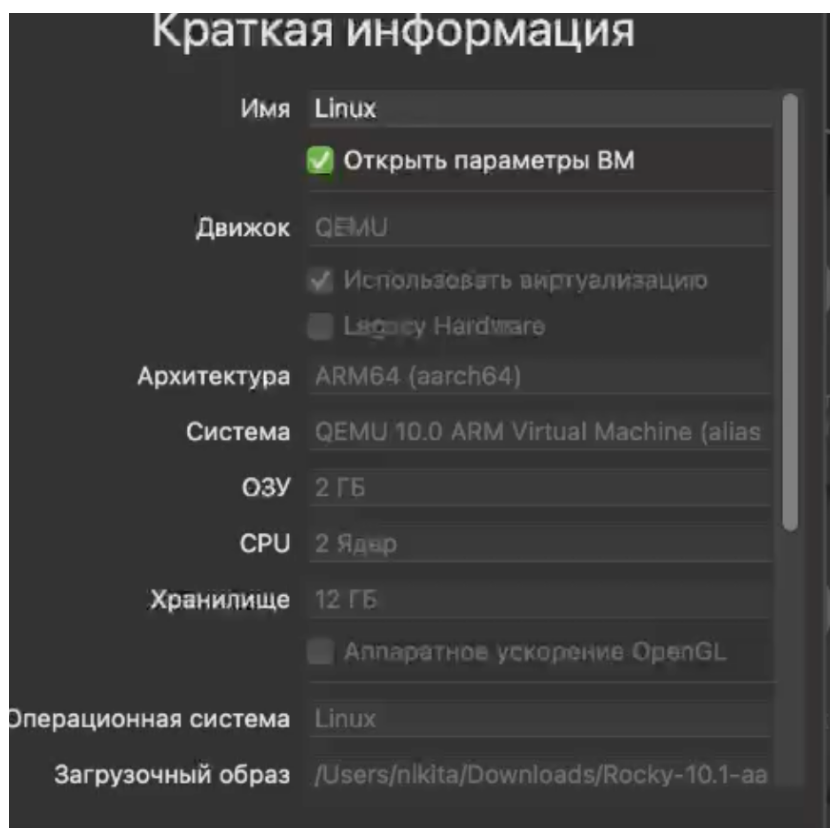 Краткая информация
Имя Linux
Открыть параметры ВМ
Движок QEMU
Использовать виртуализацию
Legacy Hardware
Архитектура ARM64 (aarch64)
Система QEMU 10.0 ARM Virtual Machine (alias
ОЗУ 2 ГБ
CPU 2 Ядер
Хранилище 12 ГБ
Аппаратное ускорение OpenGL
Операционная система Linux
Загрузочный образ /Users/nikita/Downloads/Rocky-10.1-aa